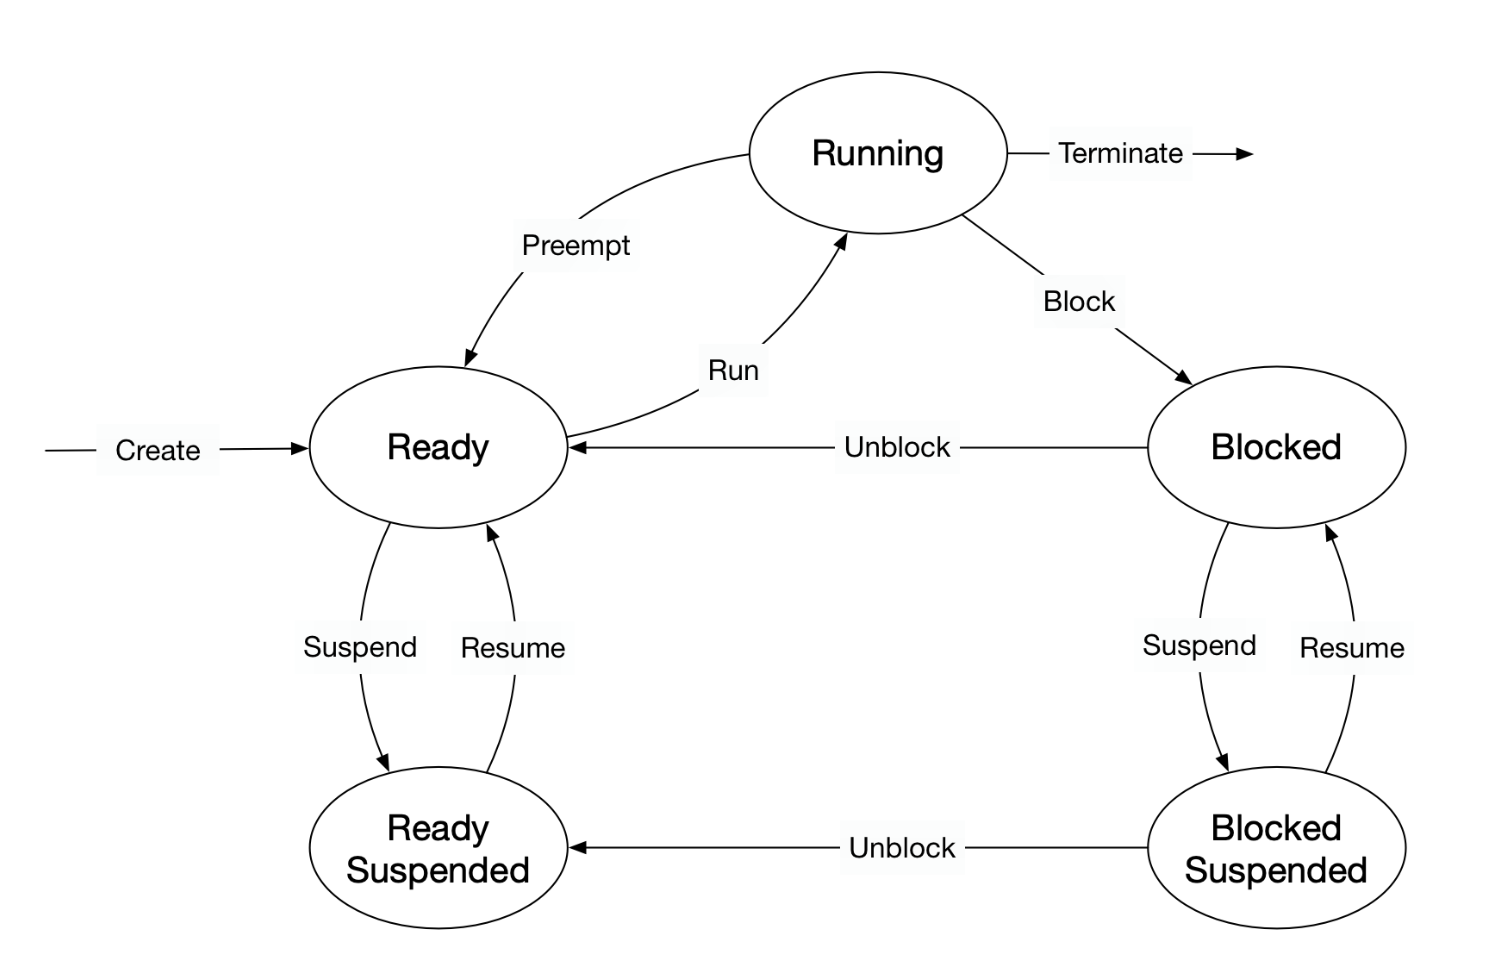 Running
Terminate
Preempt
Block
Run
Create
Ready
Unblock
Blocked
Suspend
Resume
Suspend
Resume
Ready
Suspended
Unblock
Blocked
Suspended